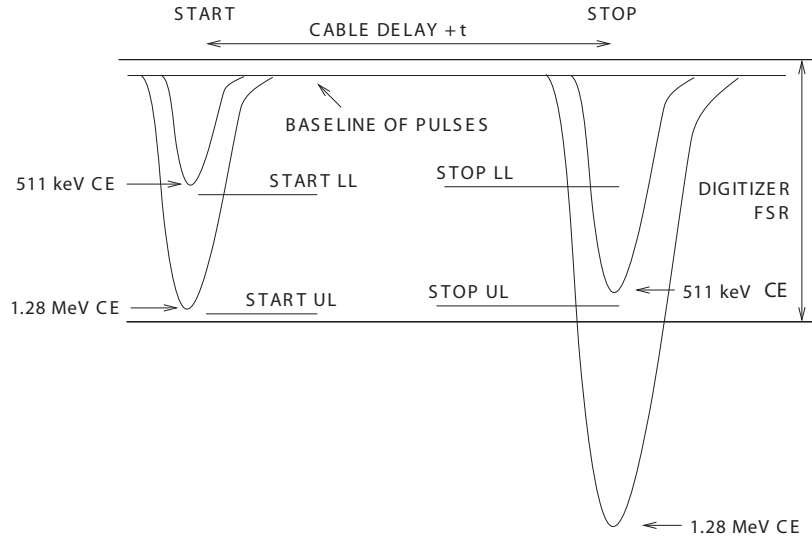 START
STOP
CABLE DELAY + t
BASELINE OF PULSES
511 keV CE
START LL
STOP LL
DIGITIZER
FSR
1.28 MeV CE
START UL
STOP UL
511 keV CE
1.28 MeV CE